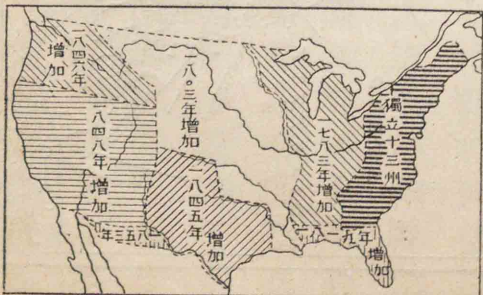 一八四六年
增加
一八四八年
增加
一八〇三年增加
一七八三年增加
獨立十三州
一八四五年
增加
年三五八一
一八一九年
增加